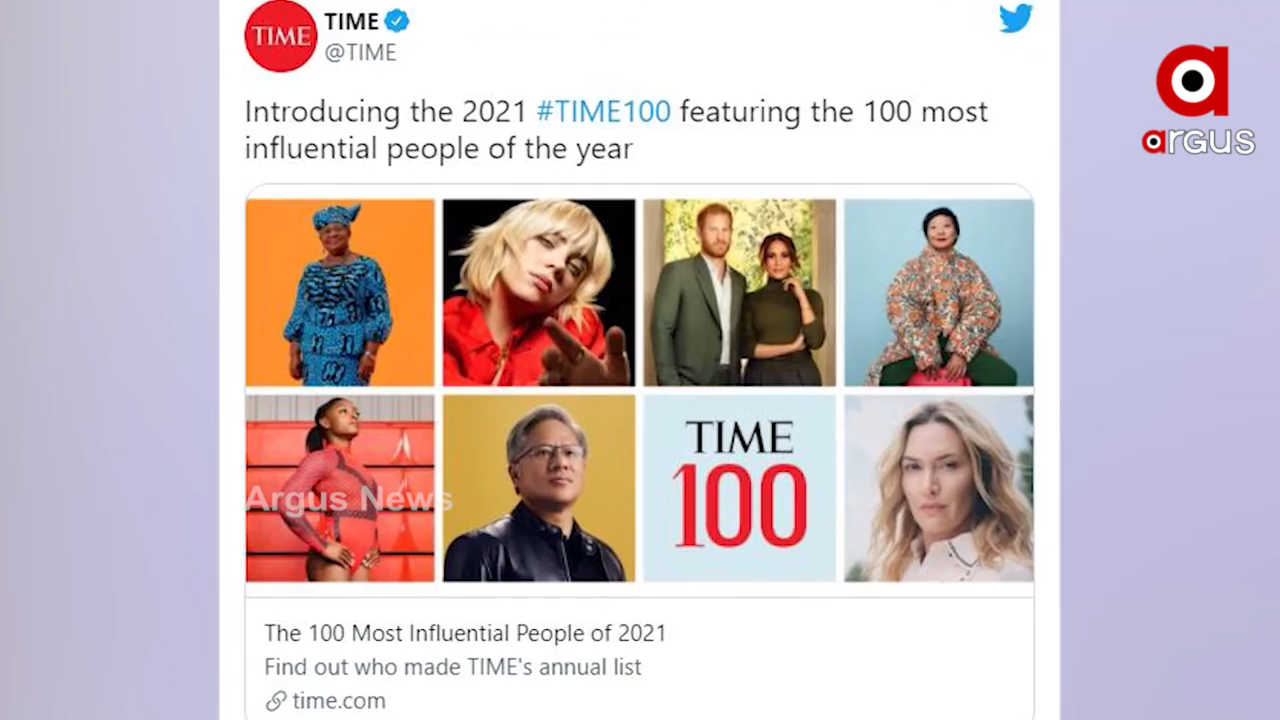 TIME
TIME
@TIME
argus
Introducing the 2021 #TIME100 featuring the 100 most
influential people of the year
Argus News
TIME
100
The 100 Most Influential People of 2021
Find out who made TIME's annual list
time.com